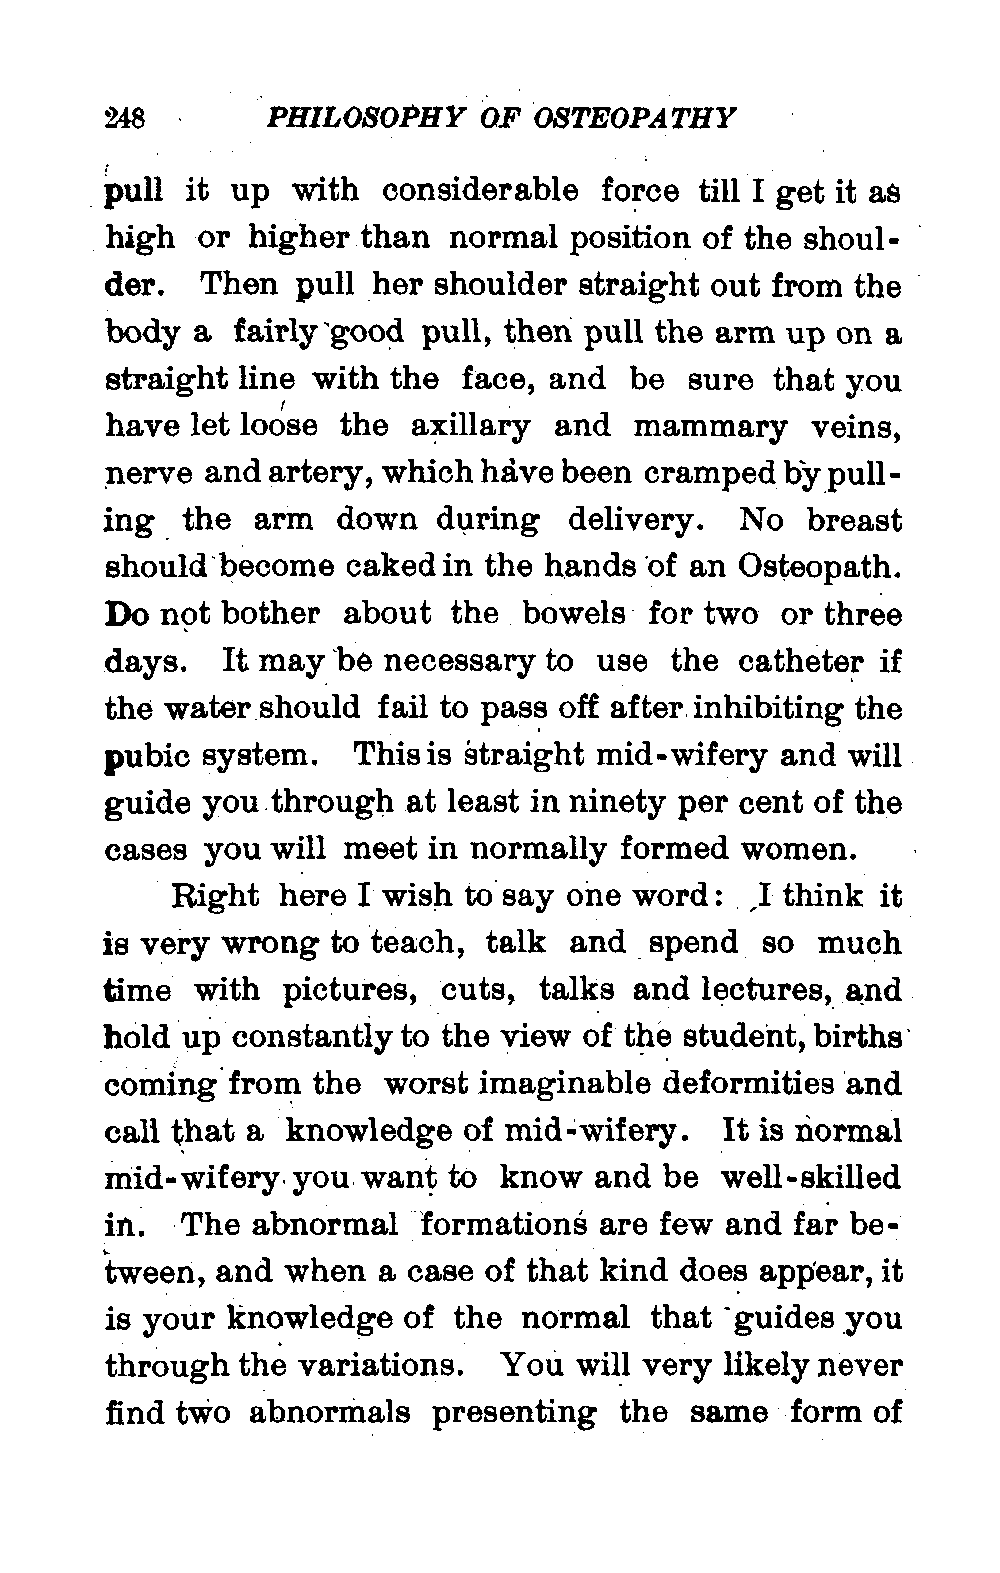 248 PHILOSOPHY OF OSTEOPATHY
pull it up with considerable force till I get it as
high or higher than normal position of the shoul-
der. Then pull her shoulder straight out from the
body a fairly good pull, then pull the arm up on a
straight line with the face, and be sure that you
have let loose the axillary and mammary veins,
nerve and artery, which have been cramped by pull-
ing the arm down during delivery. No breast
should become caked in the hands of an Osteopath.
Do not bother about the bowels for two or three
days. It may be necessary to use the catheter if
the water should fail to pass off after inhibiting the
pubic system. This is straight mid-wifery and will
guide you through at least in ninety per cent of the
cases you will meet in normally formed women.
Right here I wish to say one word: I think it
is very wrong to teach, talk and spend so much
time with pictures, cuts, talks and lectures, and
hold up constantly to the view of the student, births
coming from the worst imaginable deformities and
call that a knowledge of mid-wifery. It is normal
mid-wifery you want to know and be well-skilled
in. The abnormal formations are few and far be-
tween, and when a case of that kind does appear, it
is your knowledge of the normal that guides you
through the variations. You will very likely never
find two abnormals presenting the same form of